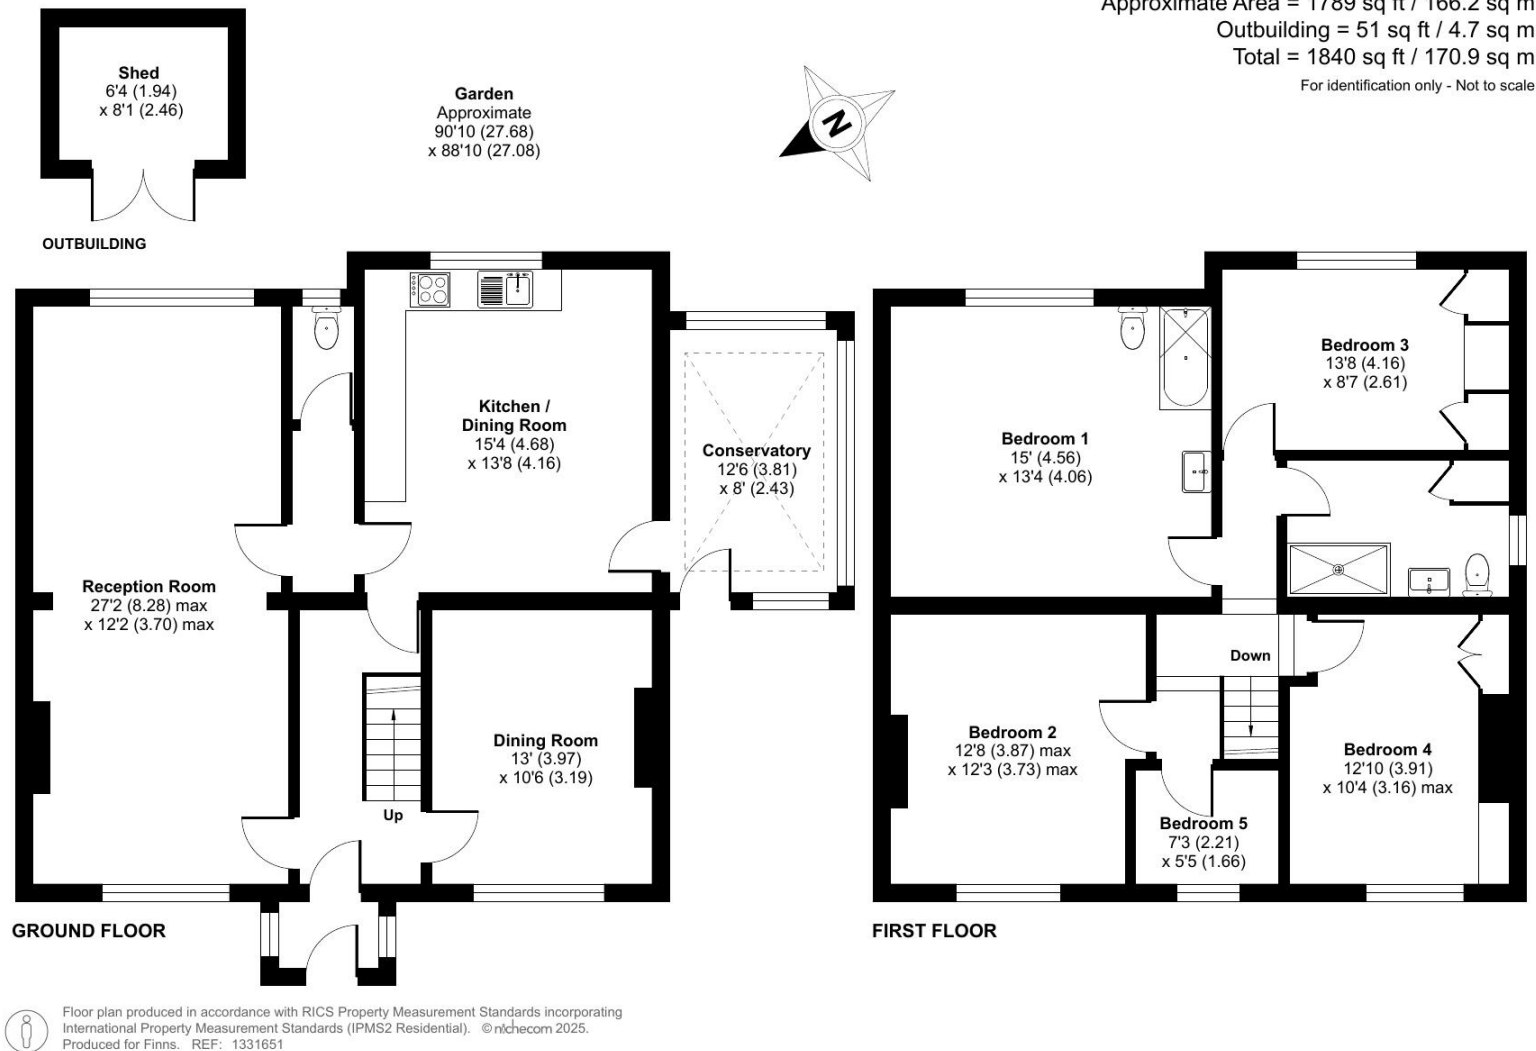 Approximate Area = 1789 sq ft / 166.2 sq m
Outbuilding = 51 sq ft / 4.7 sq m
Total = 1840 sq ft / 170.9 sq m
For identification only - Not to scale
Shed
6'4 (1.94)
x 8'1 (2.46)
OUTBUILDING
Garden
Approximate
90'10 (27.68)
x 88'10 (27.08)
N
Kitchen /
Dining Room
15'4 (4.68)
x 13'8 (4.16)
Conservatory
12'6 (3.81)
x 8' (2.43)
Reception Room
27'2 (8.28) max
x 12'2 (3.70) max
Dining Room
13' (3.97)
x 10'6 (3.19)
Up
GROUND FLOOR
Bedroom 3
13'8 (4.16)
x 8'7 (2.61)
Bedroom 1
15' (4.56)
x 13'4 (4.06)
Down
Bedroom 2
12'8 (3.87) max
x 12'3 (3.73) max
Bedroom 4
12'10 (3.91)
x 10'4 (3.16) max
Bedroom 5
7'3 (2.21)
x 5'5 (1.66)
FIRST FLOOR
Floor plan produced in accordance with RICS Property Measurement Standards incorporating
International Property Measurement Standards (IPMS2 Residential). © nichecom 2025.
Produced for Finns. REF: 1331651